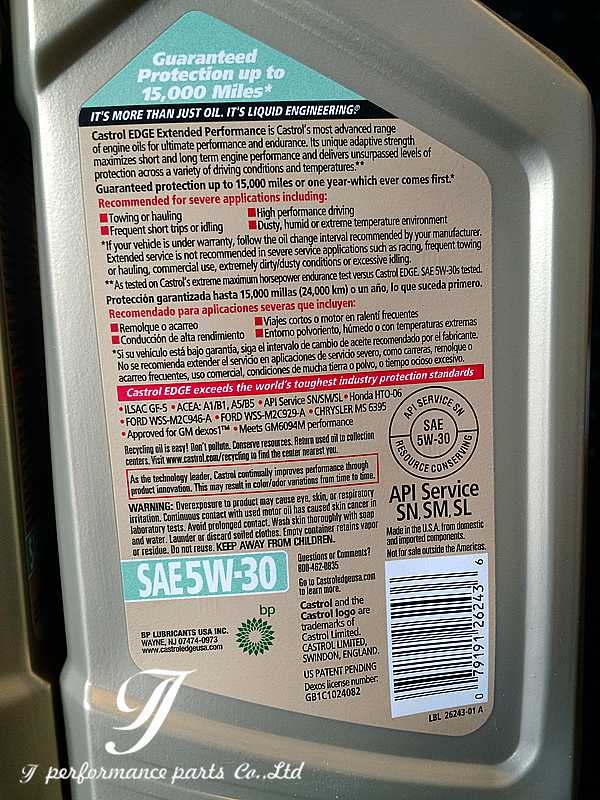 Guaranteed
Protection up to
15,000 Miles*
IT'S MORE THAN JUST OIL. IT'S LIQUID ENGINEERING.®
Castrol EDGE Extended Performance is Castrol's most advanced range
of engine oils for ultimate performance and endurance. Its unique adaptive strength
maximizes short and long term engine performance and delivers unsurpassed levels of
protection across a variety of driving conditions and temperatures.**
Guaranteed protection up to 15,000 miles or one year-which ever comes first.*
Recommended for severe applications including:
Towing or hauling
High performance driving
Frequent short trips or idling
Dusty, humid or extreme temperature environment
*If your vehicle is under warranty, follow the oil change interval recommended by your manufacturer.
Extended service is not recommended in severe service applications such as racing, frequent towing
or hauling, commercial use, extremely dirty/dusty conditions or excessive idling.
**As tested on Castrol's extreme maximum horsepower endurance test versus Castrol EDGE. SAE 5W-30s tested.
Protección garantizada hasta 15,000 millas (24,000 km) o un año, lo que suceda primero.
Recomendado para aplicaciones severas que incluyen:
Remolque o acarreo
Viajes cortos o motor en ralentí frecuentes
Conducción de alta rendimiento
Entorno polvoriento, húmedo o con temperaturas extremas
*Si su vehículo está bajo garantía, siga el intervalo de cambio de aceite recomendado por el fabricante.
No se recomienda extender el servicio en aplicaciones de servicio severo, como carreras, remolque o
acarreo frecuentes, uso comercial, condiciones de mucha tierra o polvo, o tiempo ocioso excesivo.
Castrol EDGE exceeds the world's toughest industry protection standards
• ILSAC GF-5 • ACEA: A1/B1, A5/B5 • API Service SN/SM/SL • Honda HTO-06
• FORD WSS-M2C946-A • FORD WSS-M2C929-A • CHRYSLER MS 6395
• Approved for GM dexos1™ • Meets GM6094M performance
Recycling oil is easy! Don't pollute. Conserve resources. Return used oil to collection
centers. Visit www.castrol.com/recycling to find the center nearest you.
As the technology leader, Castrol continually improves performance through
product innovation. This may result in color/odor variations from time to time.
WARNING: Overexposure to product may cause eye, skin, or respiratory
irritation. Continuous contact with used motor oil has caused skin cancer in
laboratory tests. Avoid prolonged contact. Wash skin thoroughly with soap
and water. Launder or discard soiled clothes. Empty container retains vapor
or residue. Do not reuse. KEEP AWAY FROM CHILDREN.
API SERVICE SN
SAE
5W-30
RESOURCE CONSERVING
API Service
SN SM, SL
Made in the U.S.A. from domestic
and imported components.
Not for sale outside the Americas.
SAE 5W-30
bp
BP LUBRICANTS USA INC.
WAYNE, NJ 07474-0973
www.castroledgeusa.com
Questions or Comments?
800-462-0835
Go to Castroledgeusa.com
to learn more.
Castrol and the
Castrol logo are
trademarks of
Castrol Limited.
CASTROL LIMITED,
SWINDON, ENGLAND.
US PATENT PENDING
Dexos license number:
GB1C1024082
0 79191 26243 6
LBL 26243-01 A
J
J performance parts Co.,Ltd